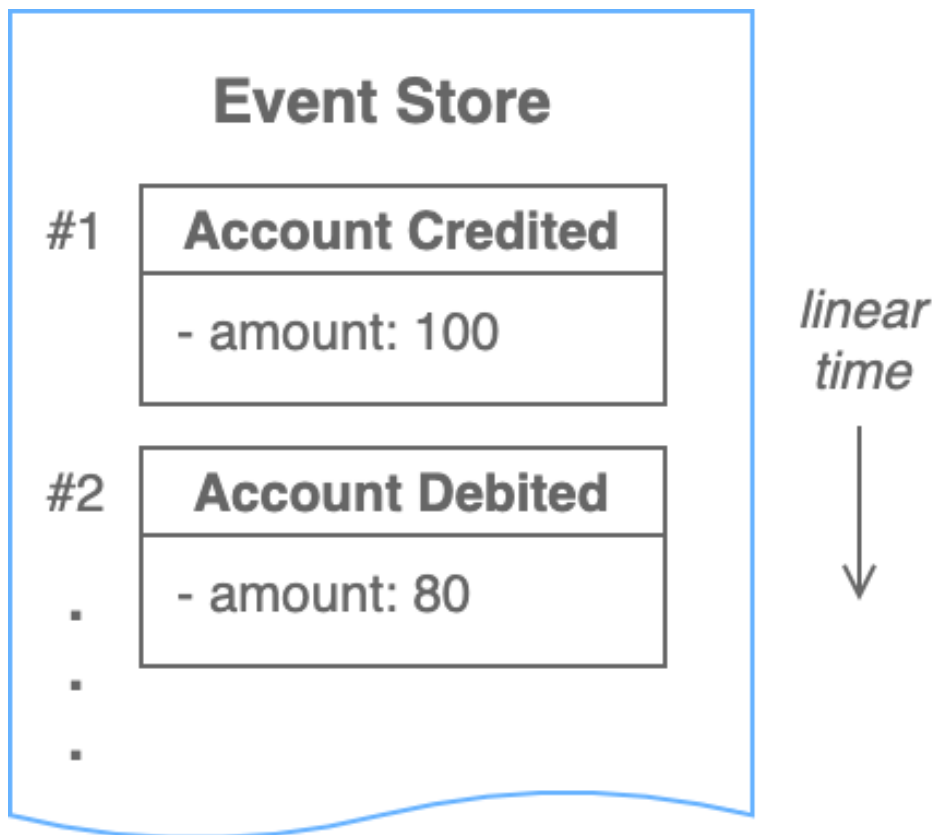 Event Store
#1
Account Credited
- amount: 100
linear
time
#2
Account Debited
- amount: 80
.
.
.